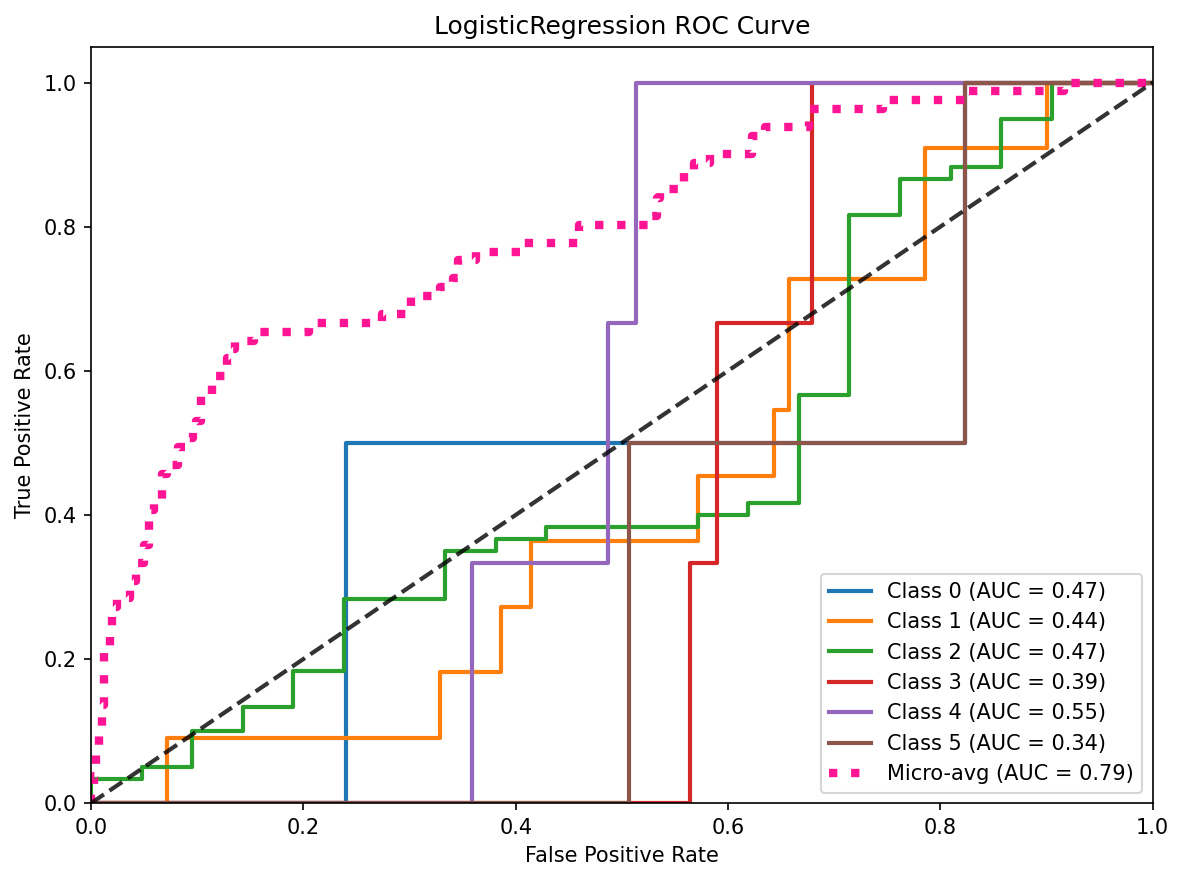 LogisticRegression ROC Curve
True Positive Rate
1.0
0.8
0.6
0.4
0.2
0.0
0.0 0.2 0.4 0.6 0.8 1.0
False Positive Rate
Class 0 (AUC = 0.47)
Class 1 (AUC = 0.44)
Class 2 (AUC = 0.47)
Class 3 (AUC = 0.39)
Class 4 (AUC = 0.55)
Class 5 (AUC = 0.34)
Micro-avg (AUC = 0.79)